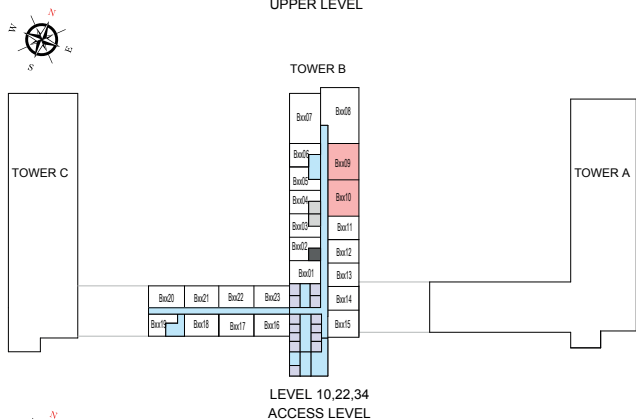 UPPER LEVEL
N
W
E
S
TOWER B
Bxx07
Bxx08
Bxx06
Bxx09
TOWER C
TOWER A
Bxx05
Bxx04
Bxx10
Bxx03
Bxx11
Bxx02
Bxx12
Bxx01
Bxx13
Bxx20 Bxx21 Bxx22 Bxx23
Bxx14
Bxx19 Bxx18 Bxx17 Bxx16
Bxx15
LEVEL 10,22,34
ACCESS LEVEL
N